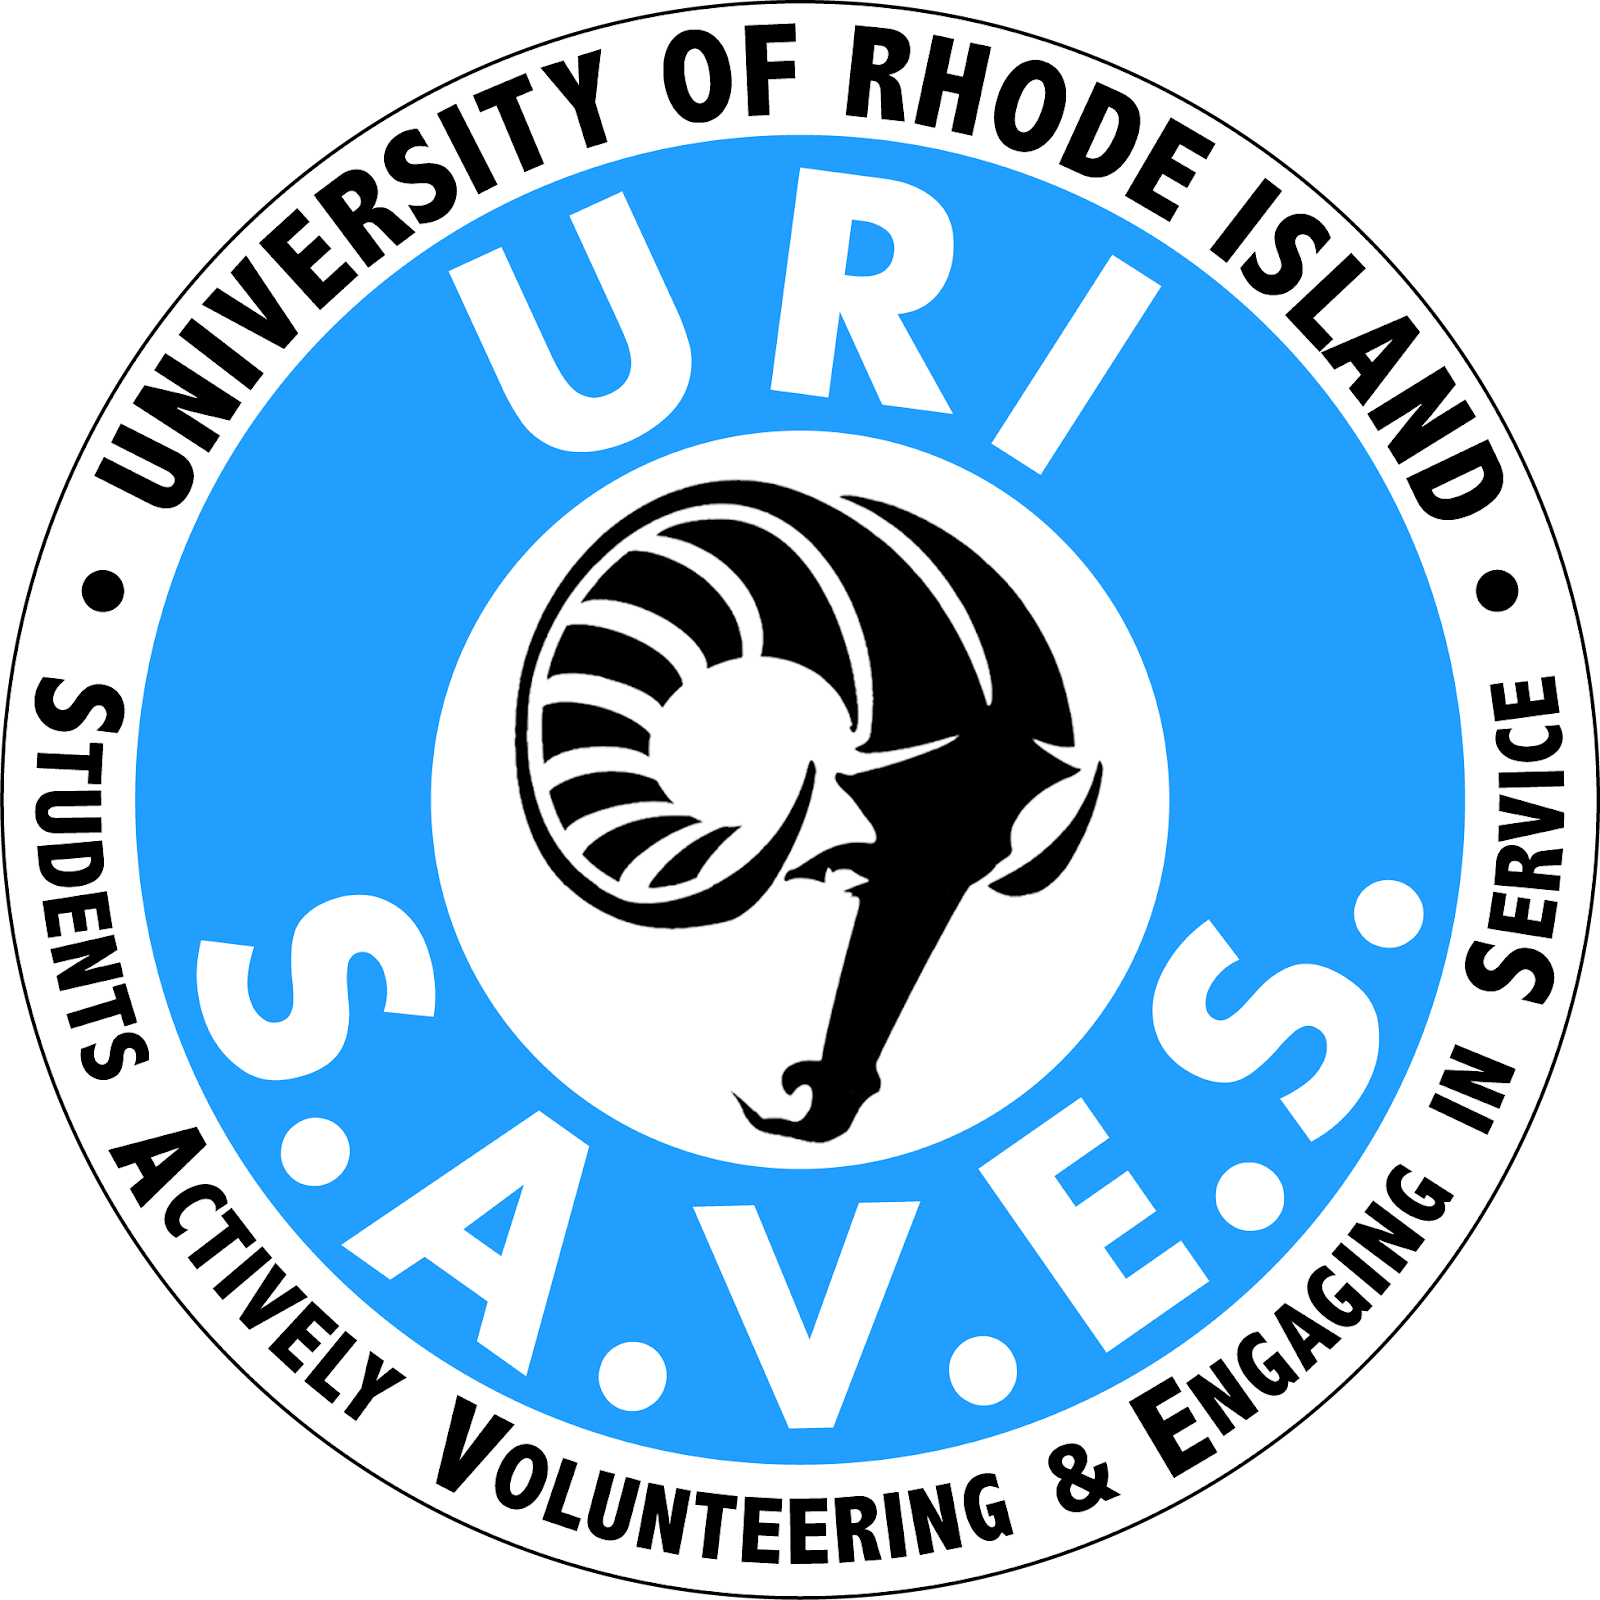 UNIVERSITY OF RHODE ISLAND
URI
S.A.V.E.S.
• STUDENTS ACTIVELY VOLUNTEERING & ENGAGING IN SERVICE •